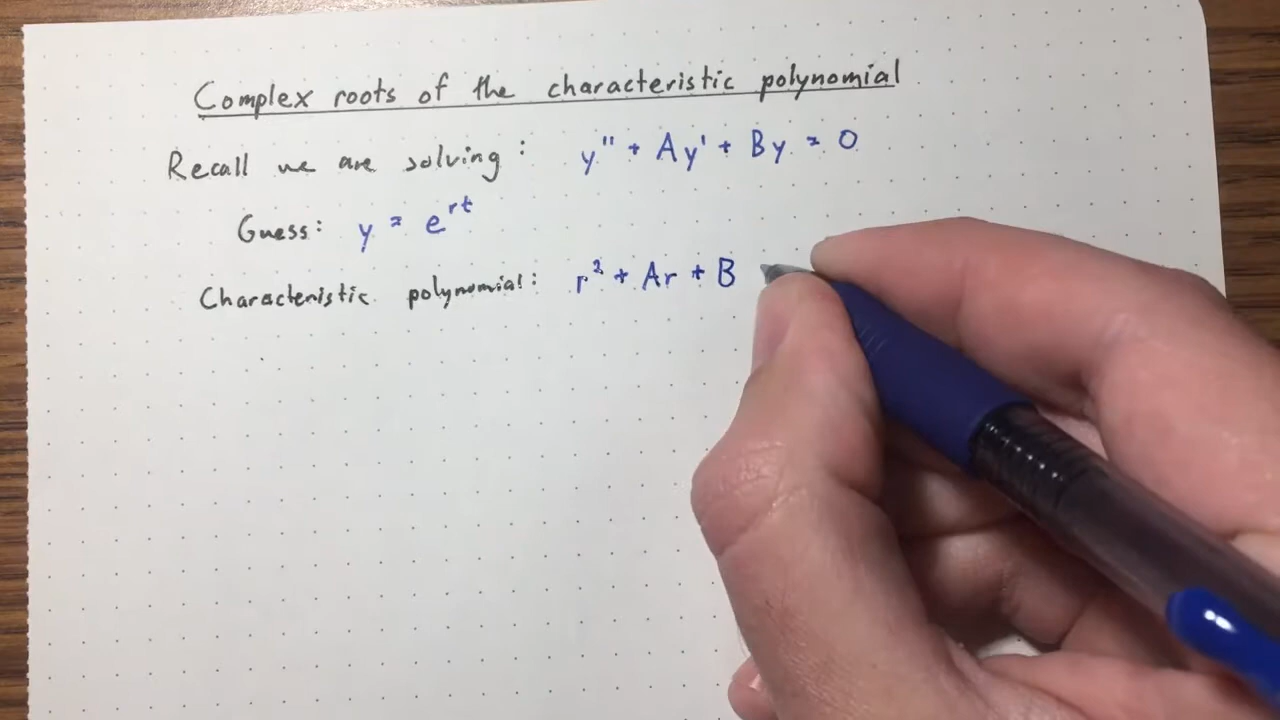 Complex roots of the characteristic polynomial
Recall we are solving: y'' + Ay' + By = 0
Guess: y = e^{rt}
Characteristic polynomial: r² + Ar + B